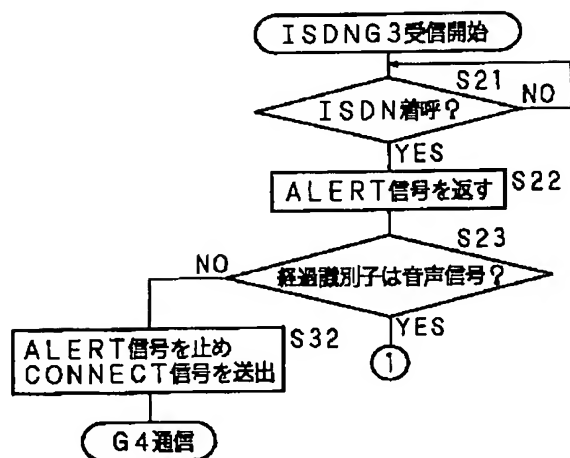 ISDNG3受信開始
S21
ISDN着呼?
NO
YES
ALERT信号を返す
S22
S23
NO
経過識別子は音声信号?
YES
ALERT信号を止め
CONNECT信号を送出
S32
1
G4通信